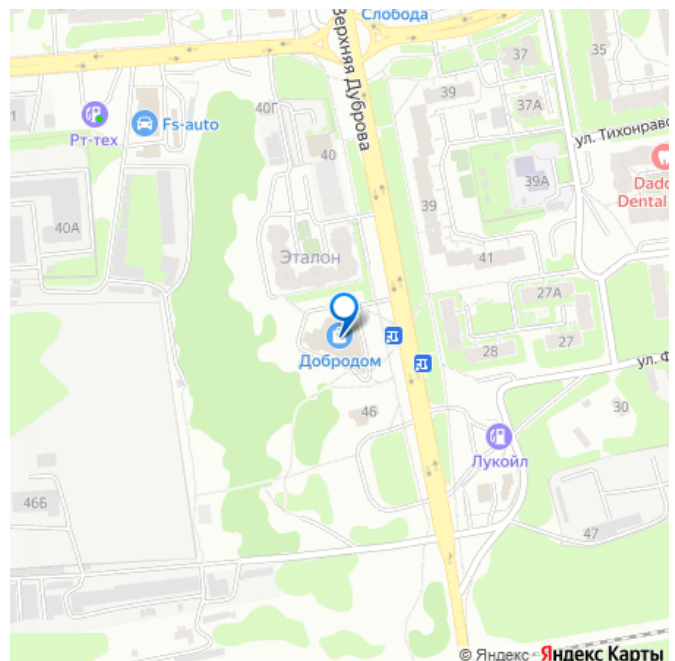 Слобода
Верхняя Дуброва
37
35
39
40Г
37А
1
Рт-тех
Fs-auto
ул. Тихонравова
40
39А
Dado
Dental
39
40А
Эталон
41
27А
28
27
Добродом
ул. Ф
46
30
Лукойл
46Б
47
© Яндекс
Яндекс Карты